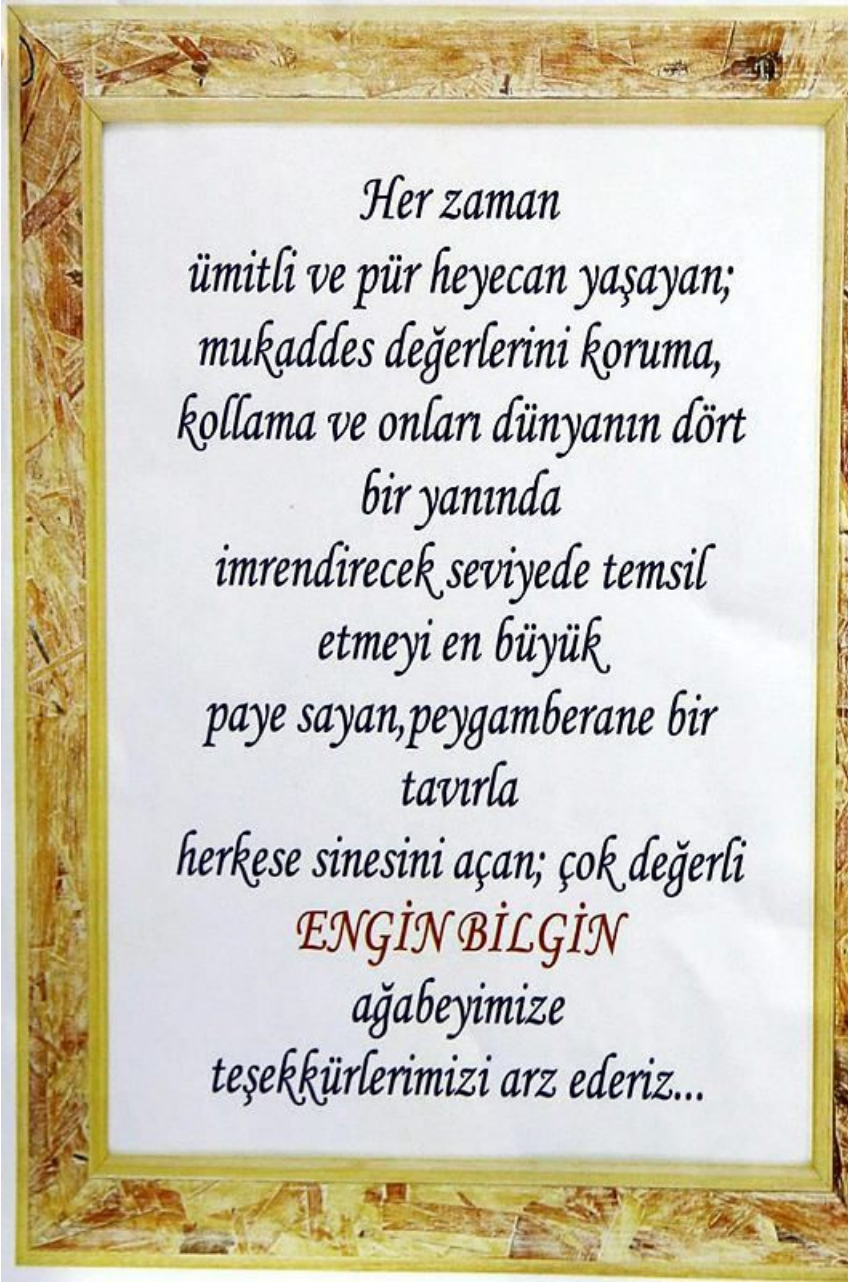 Her zaman
ümitli ve pür heyecan yaşayan;
mukaddes değerlerini koruma,
kollama ve onları dünyanın dört
bir yanında
imrendirecek seviyede temsil
etmeyi en büyük
paye sayan,peygamberane bir
tavırla
herkese sinesini açan; çok değerli
ENGİN BİLGİN
ağabeyimize
teşekkürlerimizi arz ederiz...